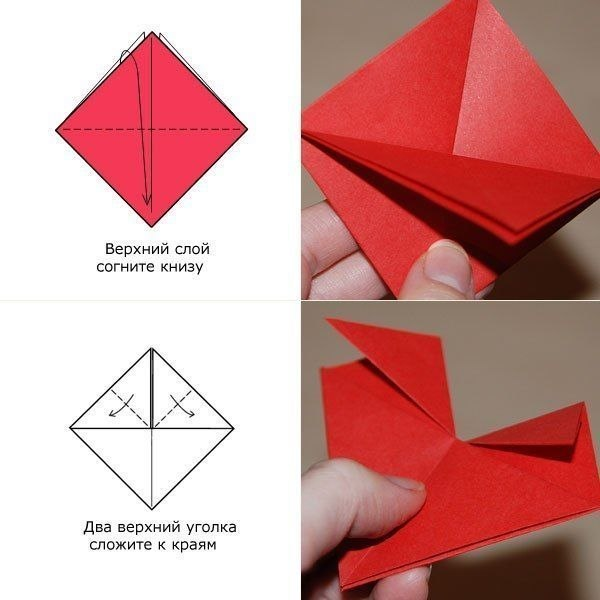 Верхний слой
согните книзу
Два верхний уголка
сложите к краям